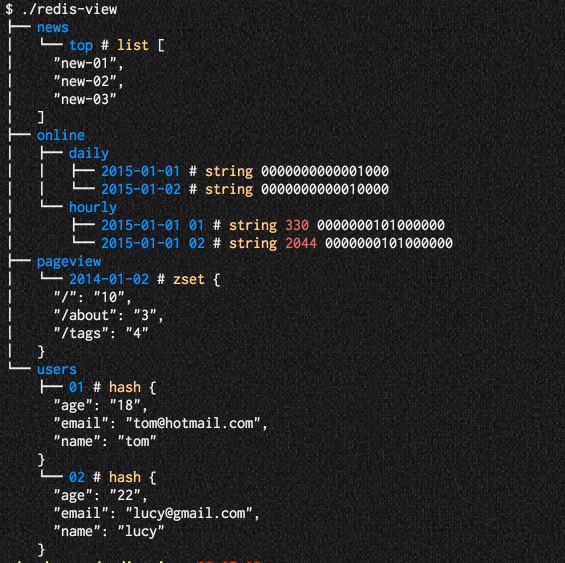 $ ./redis-view
├── news
│   └── top # list [
│     "new-01",
│     "new-02",
│     "new-03"
│   ]
├── online
│   ├── daily
│   │   ├── 2015-01-01 # string 0000000000001000
│   │   └── 2015-01-02 # string 0000000000010000
│   └── hourly
│       ├── 2015-01-01 01 # string 330 0000000101000000
│       └── 2015-01-01 02 # string 2044 0000000101000000
├── pageview
│   └── 2014-01-02 # zset {
│     "/": "10",
│     "/about": "3",
│     "/tags": "4"
│   }
└── users
    ├── 01 # hash {
      "age": "18",
      "email": "tom@hotmail.com",
      "name": "tom"
    }
    └── 02 # hash {
      "age": "22",
      "email": "lucy@gmail.com",
      "name": "lucy"
    }